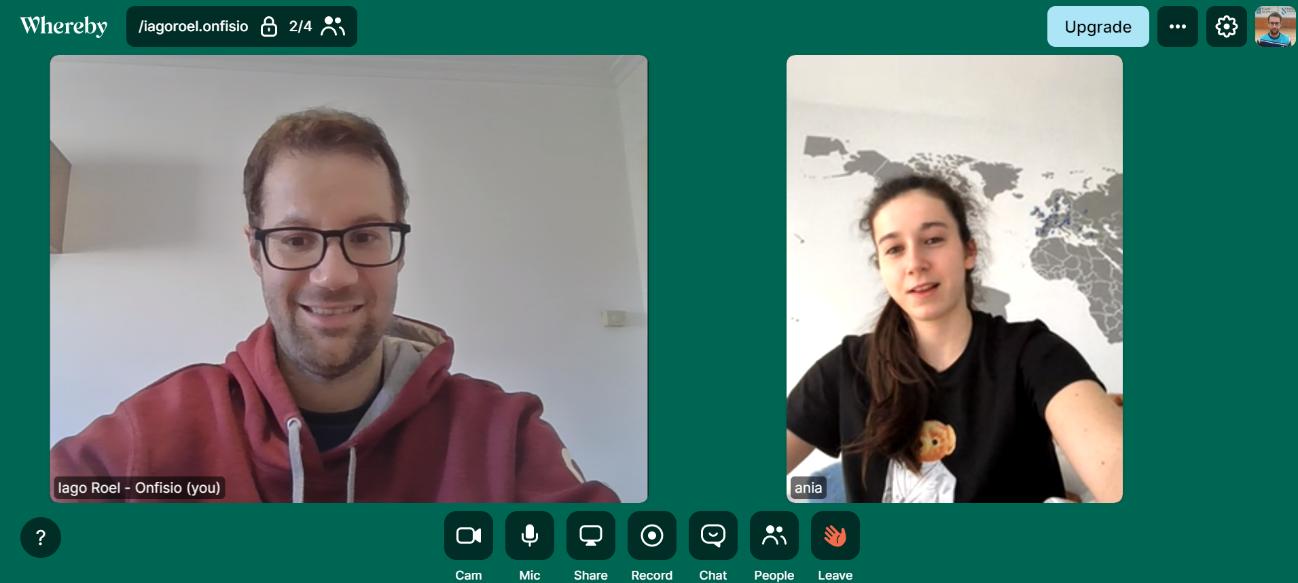 Whereby
/iagoroel.onfisio
2/4
Upgrade
Iago Roel - Onfisio (you)
ania
?
Cam
Mic
Share
Record
Chat
People
Leave